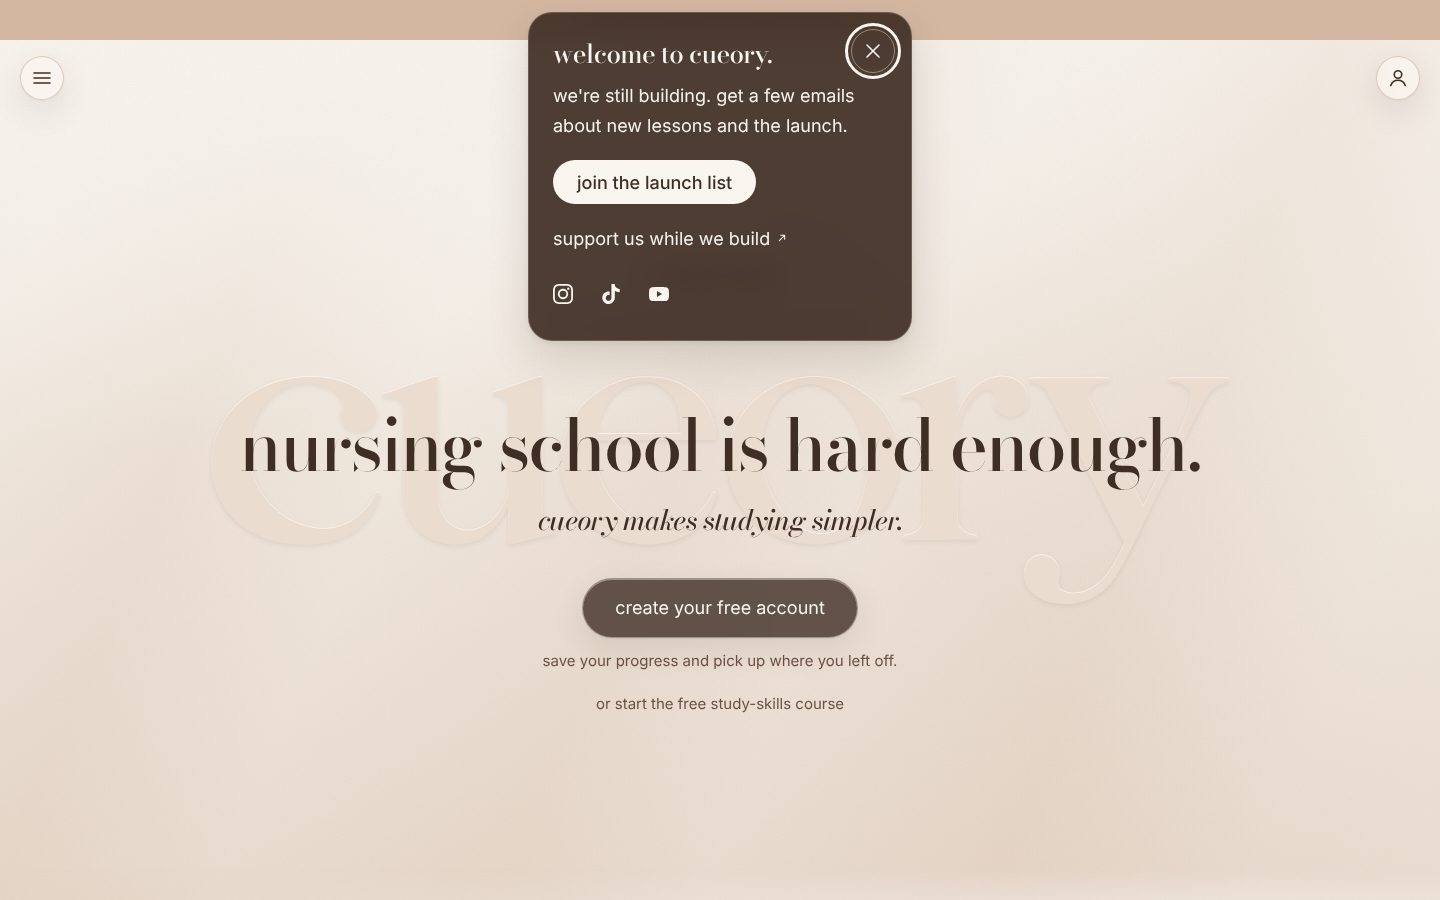 welcome to cueory.
we're still building. get a few emails
about new lessons and the launch.
join the launch list
support us while we build ↗
cueory
nursing school is hard enough.
cueory makes studying simpler.
create your free account
save your progress and pick up where you left off.
or start the free study-skills course